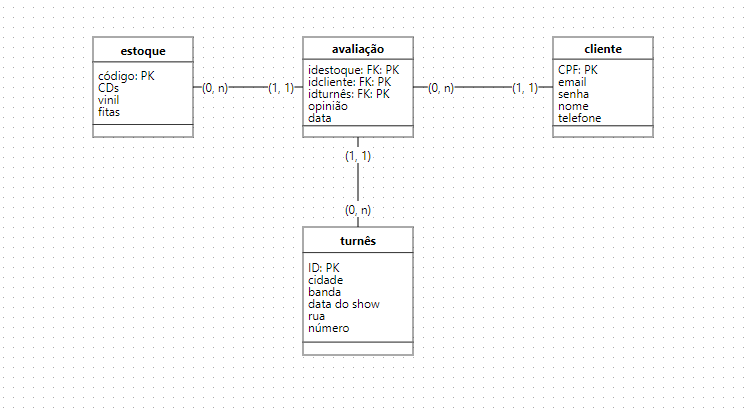 estoque
código: PK
CDs
vinil
fitas
(0, n)
(1, 1)
avaliação
idestoque: FK: PK
idcliente: FK: PK
idturnês: FK: PK
opinião
data
(0, n)
(1, 1)
cliente
CPF: PK
email
senha
nome
telefone
(1, 1)
(0, n)
turnês
ID: PK
cidade
banda
data do show
rua
número